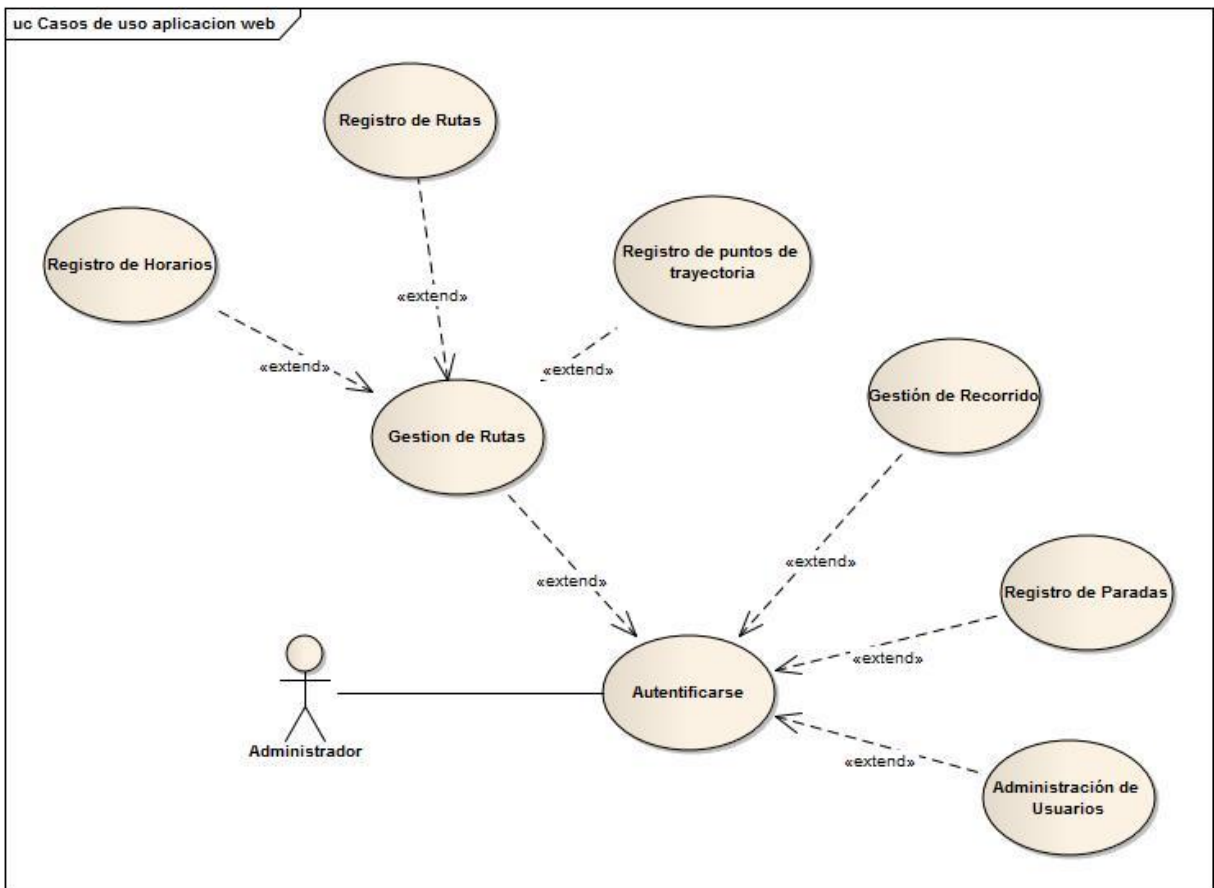 uc Casos de uso aplicacion web
Registro de Rutas
Registro de Horarios
Registro de puntos de
trayectoria
«extend»
«extend»
«extend»
Gestión de Recorrido
Gestion de Rutas
«extend»
«extend»
Registro de Paradas
«extend»
Autentificarse
Administrador
«extend»
Administración de
Usuarios